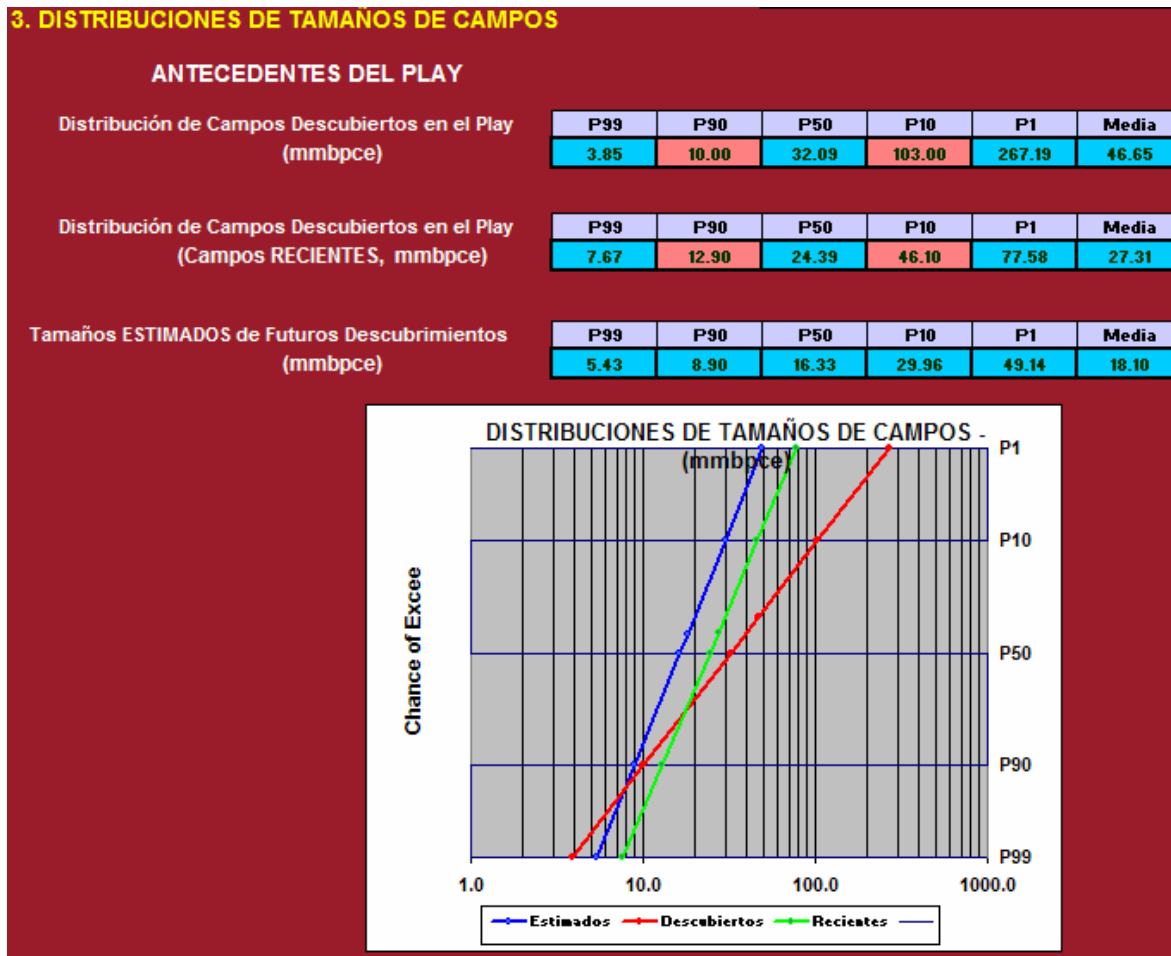 3. DISTRIBUCIONES DE TAMAÑOS DE CAMPOS
ANTECEDENTES DEL PLAY
Distribución de Campos Descubiertos en el Play
(mmbpce)
P99 P90 P50 P10 P1 Media
3.85 10.00 32.09 103.00 267.19 46.65
Distribución de Campos Descubiertos en el Play
(Campos RECIENTES, mmbpce)
P99 P90 P50 P10 P1 Media
7.67 12.90 24.39 46.10 77.58 27.31
Tamaños ESTIMADOS de Futuros Descubrimientos
(mmbpce)
P99 P90 P50 P10 P1 Media
5.43 8.90 16.33 29.96 49.14 18.10
DISTRIBUCIONES DE TAMAÑOS DE CAMPOS -
(mmbpce)
Chance of Excee
P1
P10
P50
P90
P99
1.0 10.0 100.0 1000.0
Estimados Descubiertos Recientes